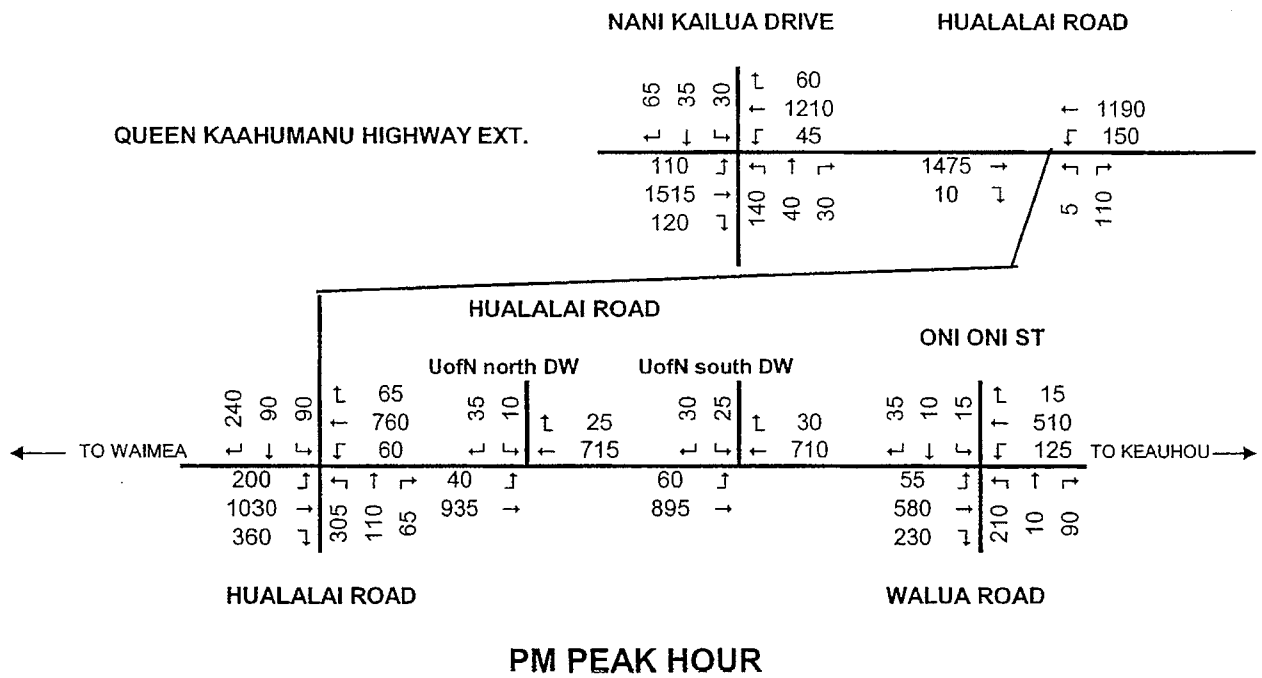 NANI KAILUA DRIVE HUALALAI ROAD
65 35 30 60
1210 1190
QUEEN KAAHUMANU HIGHWAY EXT. 45 150
110 1475
1515 140 40 30 10 5 110
120
HUALALAI ROAD
ONI ONI ST
UofN north DW UofN south DW
240 90 90 65 35 10 25 30 25 30 35 10 15 15
760 510
TO WAIMEA 60 715 710 125 TO KEAUHOU
200 40 60 55
1030 305 110 65 935 895 580 210 10 90
360 230
HUALALAI ROAD WALUA ROAD
PM PEAK HOUR